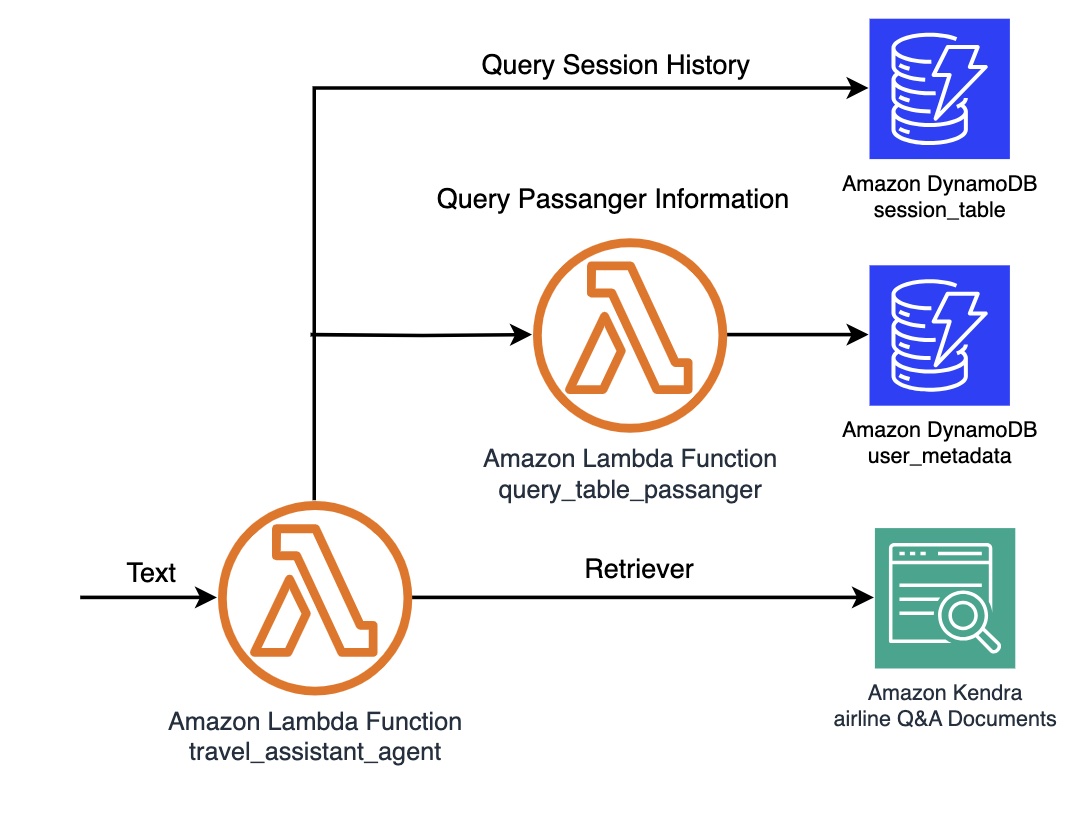 Query Session History
Amazon DynamoDB
session_table
Query Passanger Information
Amazon DynamoDB
user_metadata
Amazon Lambda Function
query_table_passanger
Text
Retriever
Amazon Kendra
airline Q&A Documents
Amazon Lambda Function
travel_assistant_agent